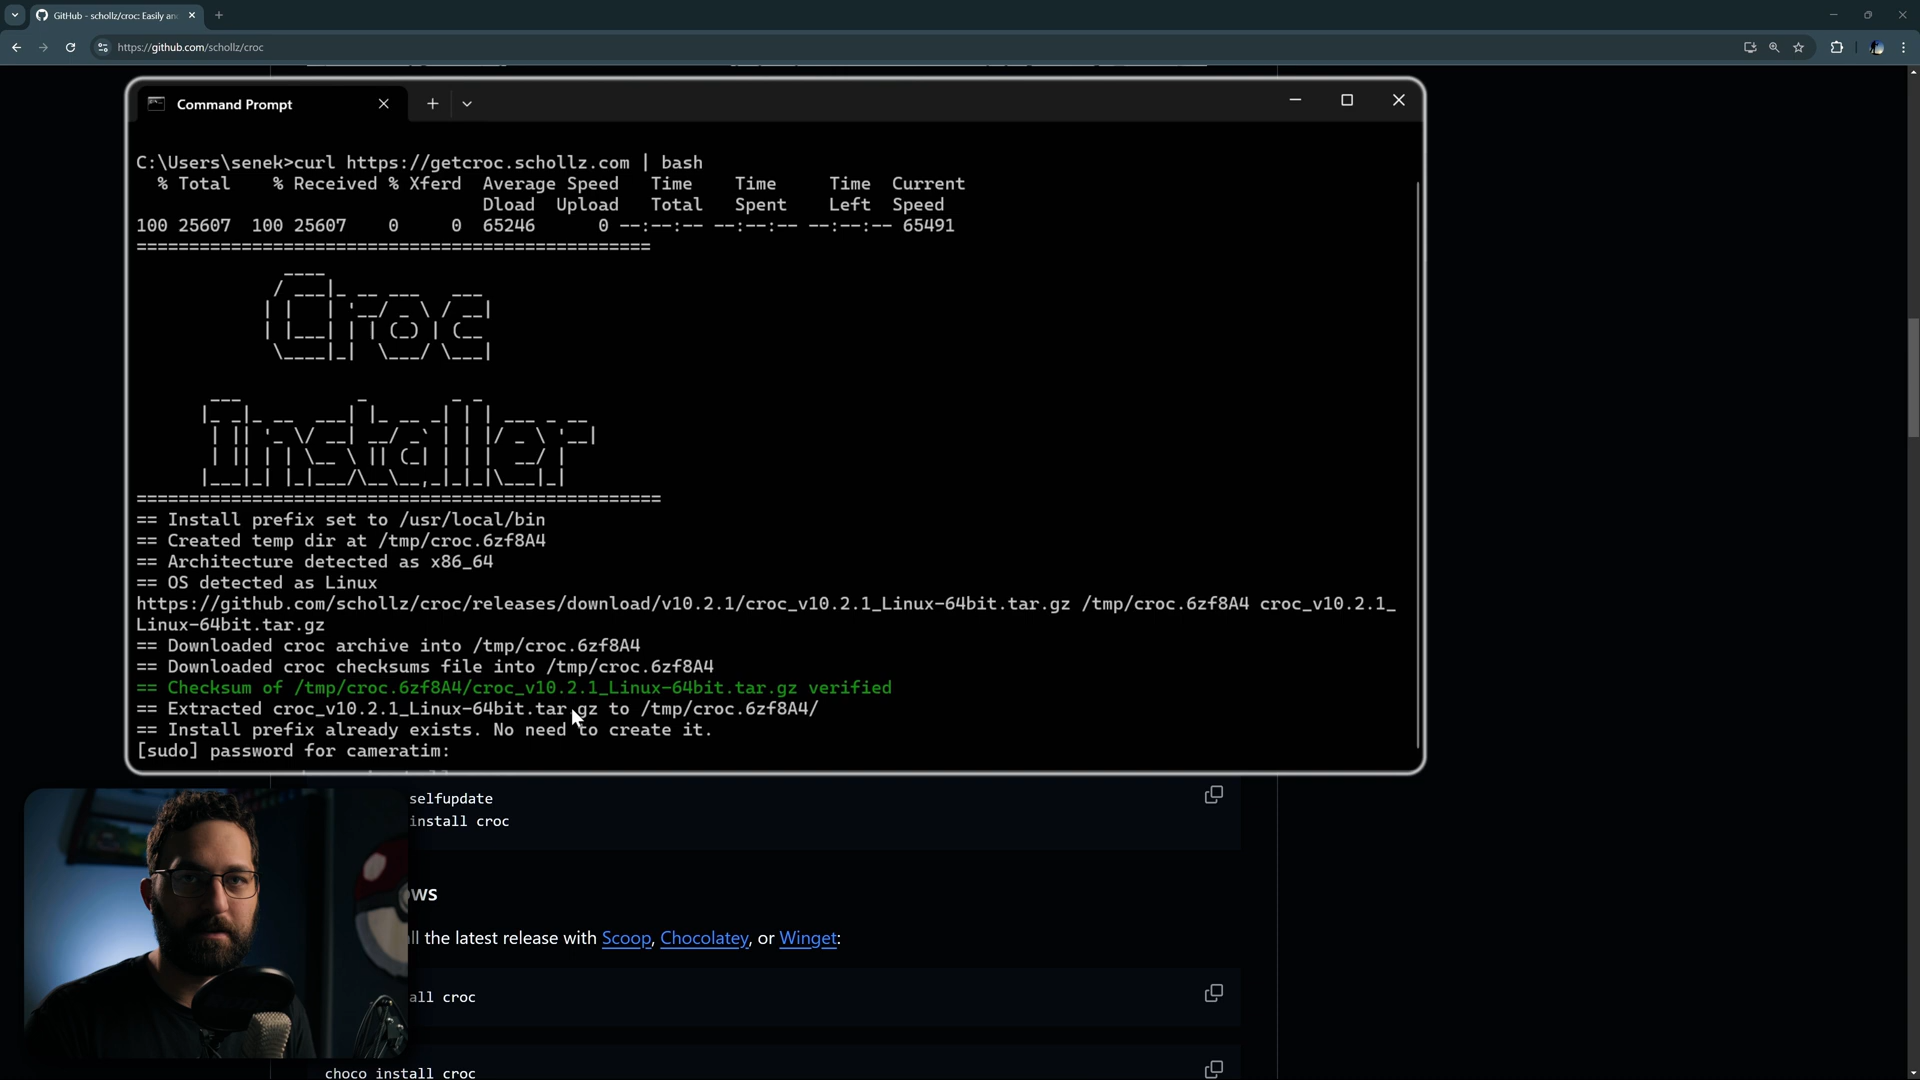 GitHub - schollz/croc: Easily an
https://github.com/schollz/croc
Command Prompt
C:\Users\senek>curl https://getcroc.schollz.com | bash
% Total % Received % Xferd Average Speed Time Time Time Current
Dload Upload Total Spent Left Speed
100 25607 100 25607 0 0 65246 0 --:--:-- --:--:-- --:--:-- 65491
=================================================
Croc
Installer
==================================================
== Install prefix set to /usr/local/bin
== Created temp dir at /tmp/croc.6zf8A4
== Architecture detected as x86_64
== OS detected as Linux
https://github.com/schollz/croc/releases/download/v10.2.1/croc_v10.2.1_Linux-64bit.tar.gz /tmp/croc.6zf8A4 croc_v10.2.1_
Linux-64bit.tar.gz
== Downloaded croc archive into /tmp/croc.6zf8A4
== Downloaded croc checksums file into /tmp/croc.6zf8A4
== Checksum of /tmp/croc.6zf8A4/croc_v10.2.1_Linux-64bit.tar.gz verified
== Extracted croc_v10.2.1_Linux-64bit.tar.gz to /tmp/croc.6zf8A4/
== Install prefix already exists. No need to create it.
[sudo] password for cameratim:
selfupdate
install croc
ows
ll the latest release with Scoop, Chocolatey, or Winget:
all croc
choco install croc